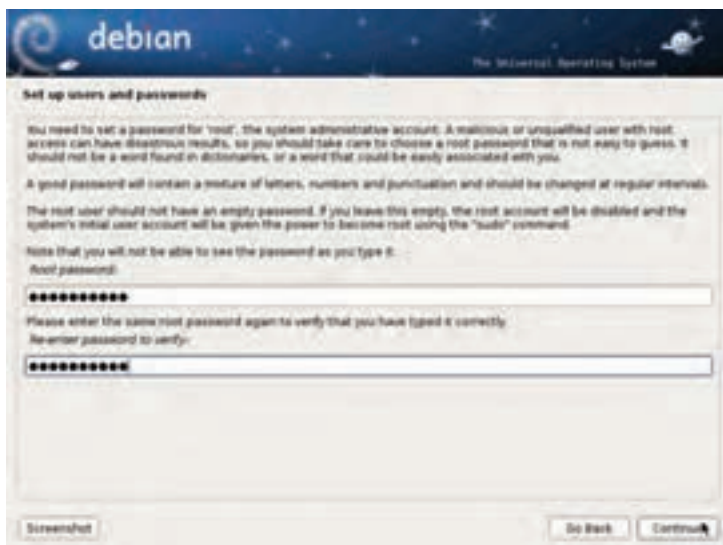 debian
The Universal Operating System
Set up users and passwords
You need to set a password for 'root', the system administrative account. A malicious or unqualified user with root
access can have disastrous results, so you should take care to choose a root password that is not easy to guess. It
should not be a word found in dictionaries, or a word that could be easily associated with you.
A good password will contain a mixture of letters, numbers and punctuation and should be changed at regular intervals.
The root user should not have an empty password. If you leave this empty, the root account will be disabled and the
system's initial user account will be given the power to become root using the "sudo" command.
Note that you will not be able to see the password as you type it.
Root password:
●●●●●●●●●●
Please enter the same root password again to verify that you have typed it correctly.
Re-enter password to verify:
●●●●●●●●●●
Screenshot
Go Back
Continue